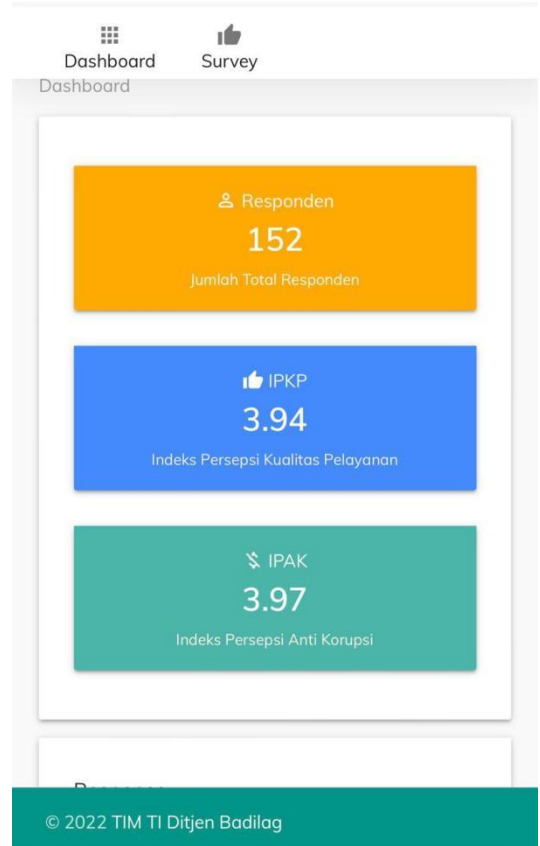 Dashboard
Survey
Dashboard
Responden
152
Jumlah Total Responden
IPKP
3.94
Indeks Persepsi Kualitas Pelayanan
IPAK
3.97
Indeks Persepsi Anti Korupsi
© 2022 TIM TI Ditjen Badilag